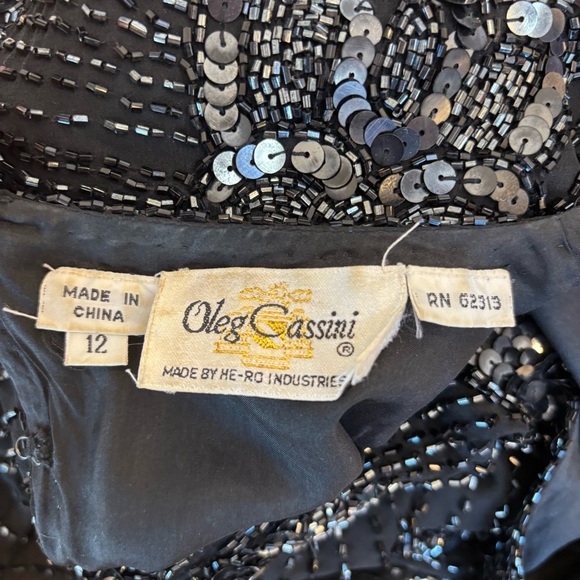 MADE IN
CHINA
12
Oleg Cassini
®
MADE BY HE-RO INDUSTRIES
RN 62313